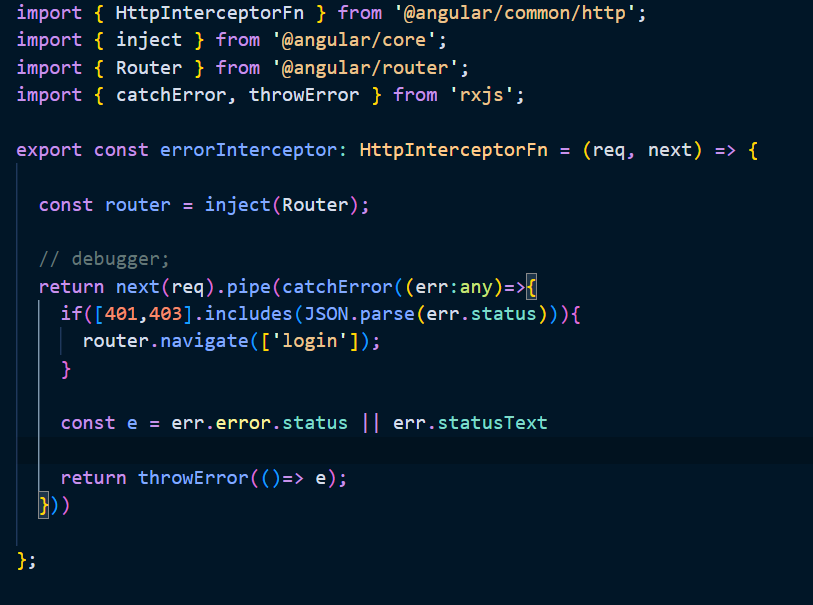 import { HttpInterceptorFn } from '@angular/common/http';
import { inject } from '@angular/core';
import { Router } from '@angular/router';
import { catchError, throwError } from 'rxjs';
export const errorInterceptor: HttpInterceptorFn = (req, next) => {
const router = inject(Router);
// debugger;
return next(req).pipe(catchError((err:any)=>{
if([401,403].includes(JSON.parse(err.status))){
router.navigate(['login']);
}
const e = err.error.status || err.statusText
return throwError(()=> e);
}))
};